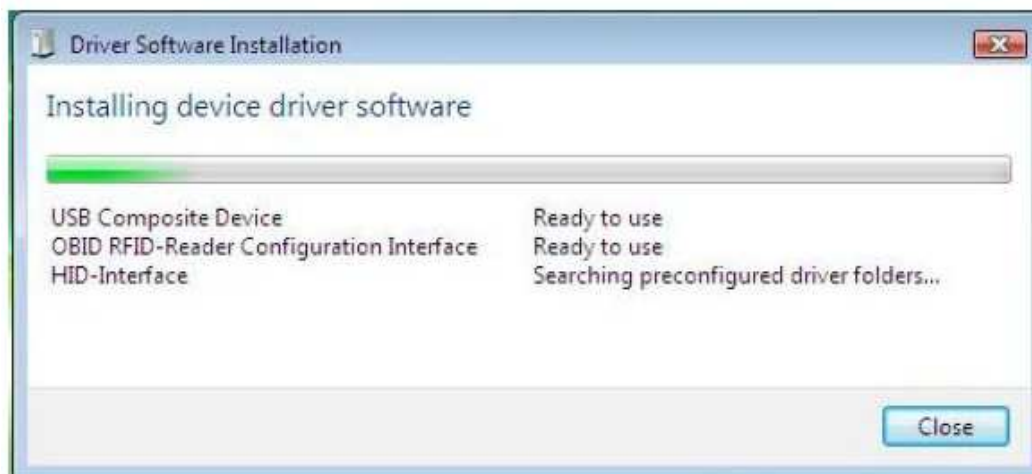 Driver Software Installation
Installing device driver software
USB Composite Device Ready to use
OBID RFID-Reader Configuration Interface Ready to use
HID-Interface Searching preconfigured driver folders...
Close